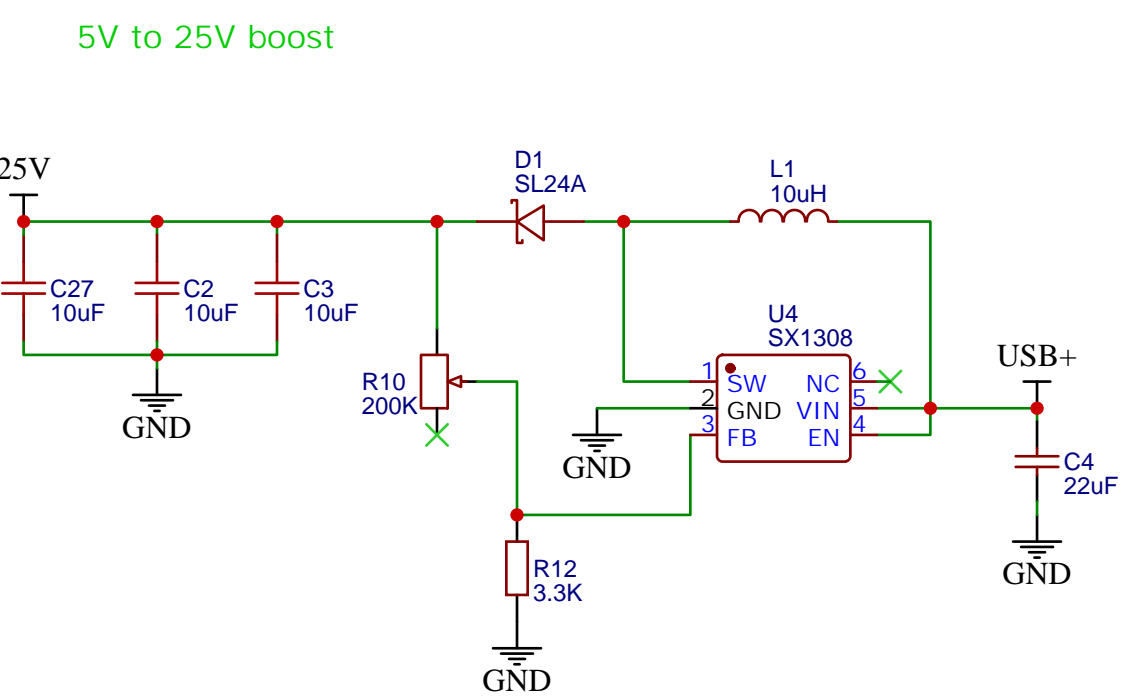 5V to 25V boost
25V
D1
SL24A
L1
10uH
C27
10uF
C2
10uF
C3
10uF
GND
R10
200K
U4
SX1308
1
SW
NC
6
2
GND
VIN
5
3
FB
EN
4
GND
USB+
C4
22uF
GND
R12
3.3K
GND